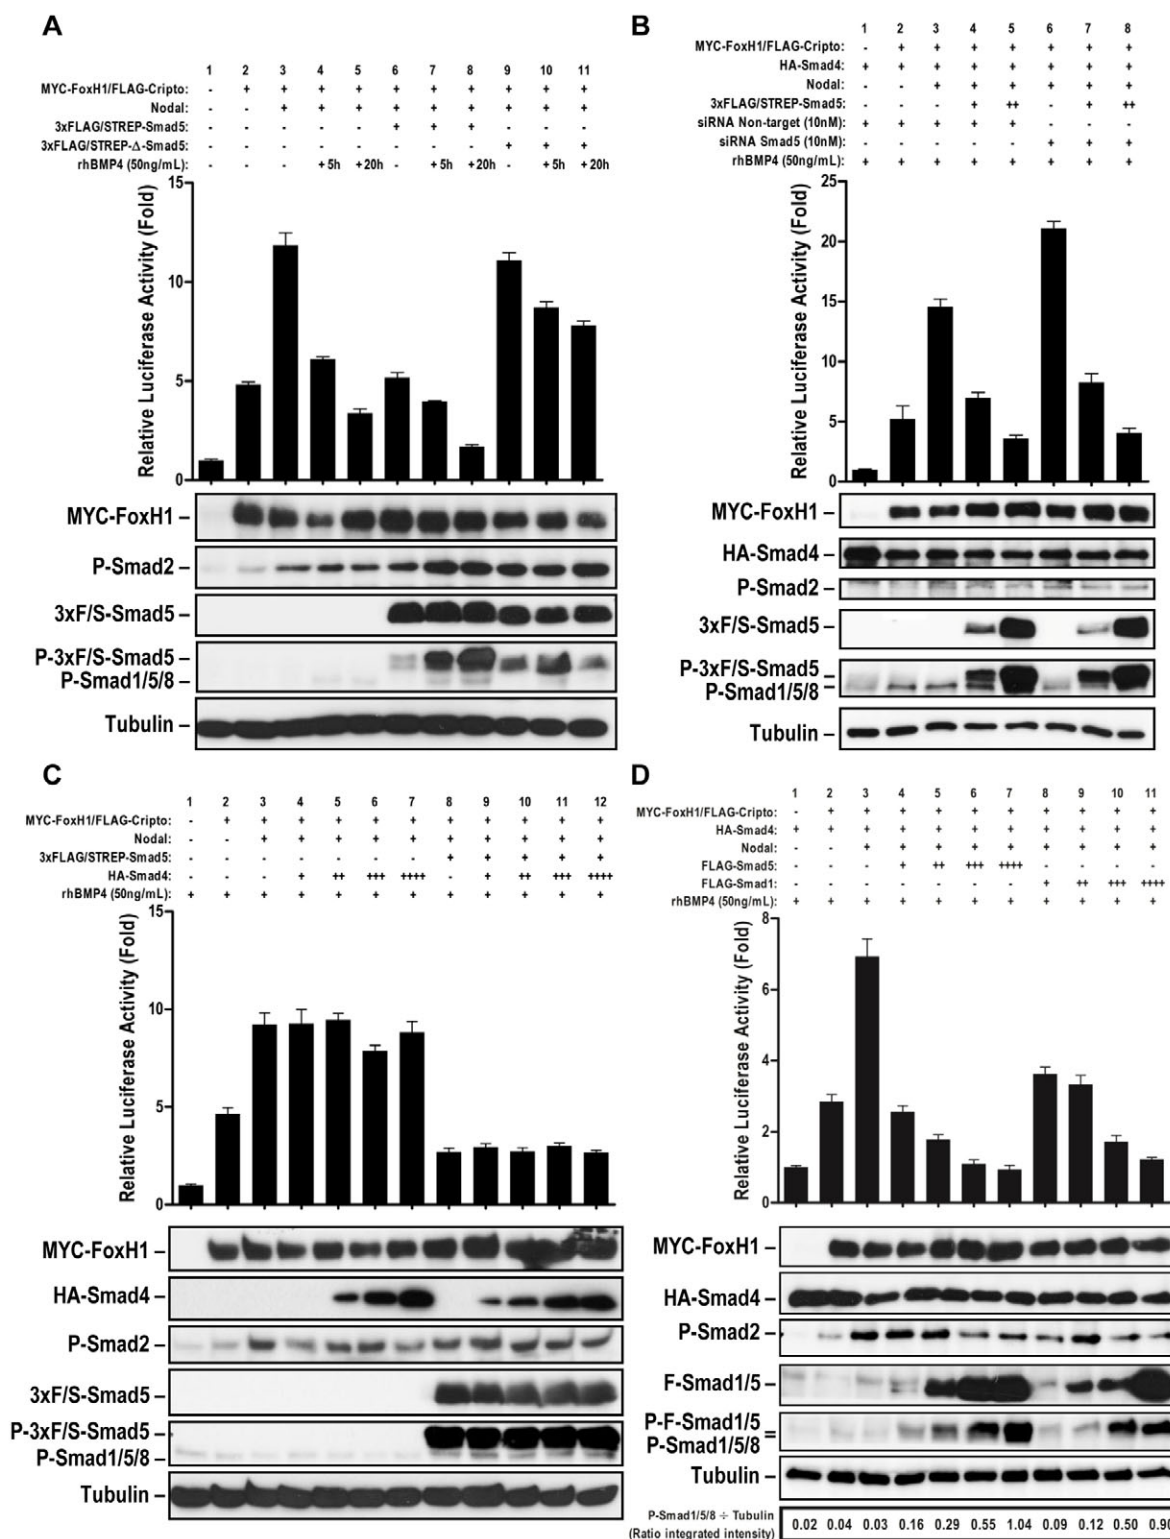 A
1 2 3 4 5 6 7 8 9 10 11
MYC-FoxH1/FLAG-Cripto: - + + + + + + + + + +
Nodal: - - + + + + + + + + +
3xFLAG/STREP-Smad5: - - - - - + + + - - -
3xFLAG/STREP-Δ-Smad5: - - - - - - - - + + +
rhBMP4 (50ng/mL): - - - + 5h + 20h - + 5h + 20h - + 5h + 20h
Relative Luciferase Activity (Fold)
15
10
5
0
MYC-FoxH1
P-Smad2
3xF/S-Smad5
P-3xF/S-Smad5
P-Smad1/5/8
Tubulin
B
1 2 3 4 5 6 7 8
MYC-FoxH1/FLAG-Cripto: - + + + + + + +
HA-Smad4: + + + + + + + +
Nodal: - - + + + + + +
3xFLAG/STREP-Smad5: - - - + ++ - + ++
siRNA Non-target (10nM): + + + + + - - -
siRNA Smad5 (10nM): - - - - - + + +
rhBMP4 (50ng/mL): + + + + + + + +
Relative Luciferase Activity (Fold)
25
20
15
10
5
0
MYC-FoxH1
HA-Smad4
P-Smad2
3xF/S-Smad5
P-3xF/S-Smad5
P-Smad1/5/8
Tubulin
C
1 2 3 4 5 6 7 8 9 10 11 12
MYC-FoxH1/FLAG-Cripto: - + + + + + + + + + + +
Nodal: - - + + + + + + + + + +
3xFLAG/STREP-Smad5: - - - - - - - + + + + +
HA-Smad4: - - - + ++ +++ ++++ - + ++ +++ ++++
rhBMP4 (50ng/mL): + + + + + + + + + + + +
Relative Luciferase Activity (Fold)
15
10
5
0
MYC-FoxH1
HA-Smad4
P-Smad2
3xF/S-Smad5
P-3xF/S-Smad5
P-Smad1/5/8
Tubulin
D
1 2 3 4 5 6 7 8 9 10 11
MYC-FoxH1/FLAG-Cripto: - + + + + + + + + + +
HA-Smad4: + + + + + + + + + + +
Nodal: - - + + + + + + + + +
FLAG-Smad5: - - - + ++ +++ ++++ - - - -
FLAG-Smad1: - - - - - - - + ++ +++ ++++
rhBMP4 (50ng/mL): + + + + + + + + + + +
Relative Luciferase Activity (Fold)
8
6
4
2
0
MYC-FoxH1
HA-Smad4
P-Smad2
F-Smad1/5
P-F-Smad1/5
P-Smad1/5/8
Tubulin
P-Smad1/5/8 ÷ Tubulin
(Ratio integrated intensity)
0.02 0.04 0.03 0.16 0.29 0.55 1.04 0.09 0.12 0.50